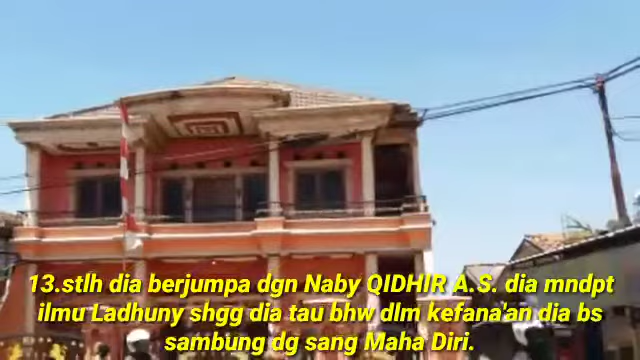 13.stlh dia berjumpa dgn Naby QIDHIR A.S. dia mndpt
ilmu Ladhuny shgg dia tau bhw dlm kefana'an dia bs
sambung dg sang Maha Diri.